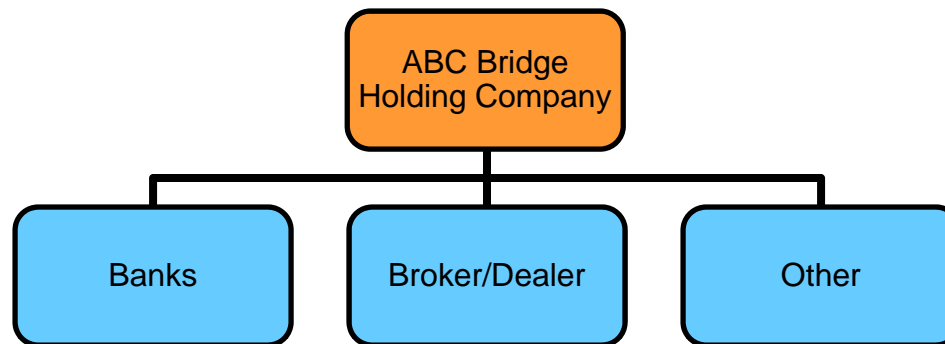 ABC Bridge
Holding Company
Banks
Broker/Dealer
Other